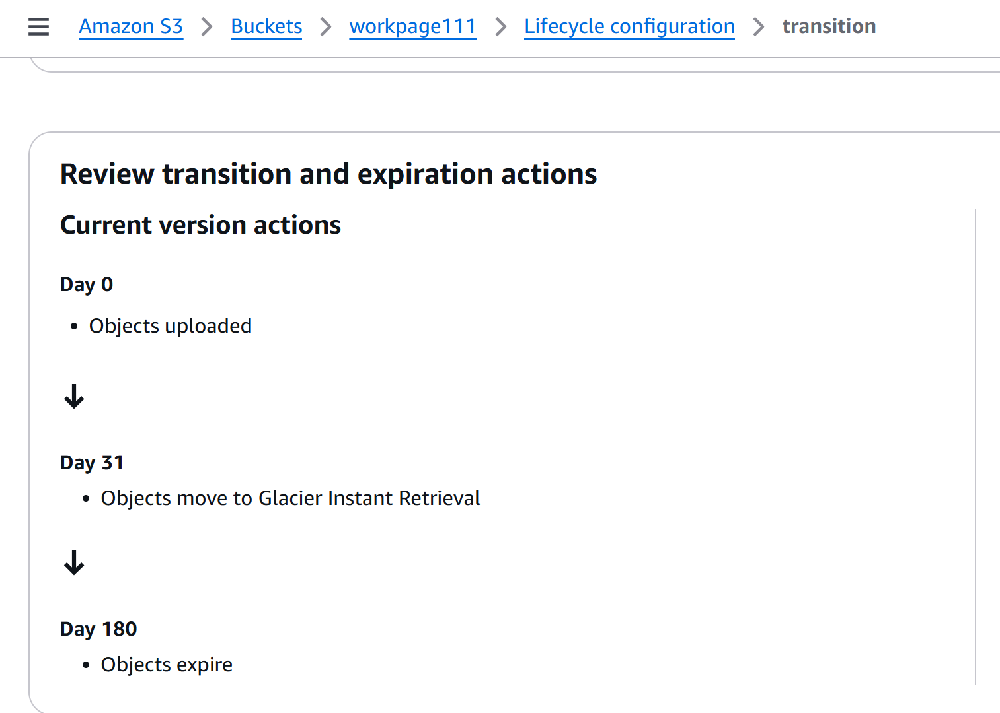 Amazon S3 > Buckets > workpage111 > Lifecycle configuration > transition
Review transition and expiration actions
Current version actions
Day 0
• Objects uploaded
↓
Day 31
• Objects move to Glacier Instant Retrieval
↓
Day 180
• Objects expire